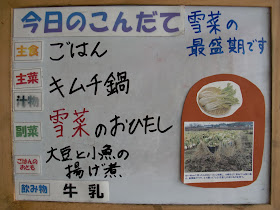 今日のこんだて
雪菜の
最盛期です
主食
ごはん
主菜
汁物
キムチ鍋
副菜
雪菜のおひたし
ごはんの
おとも
大豆と小魚の
揚げ煮
飲み物
牛乳